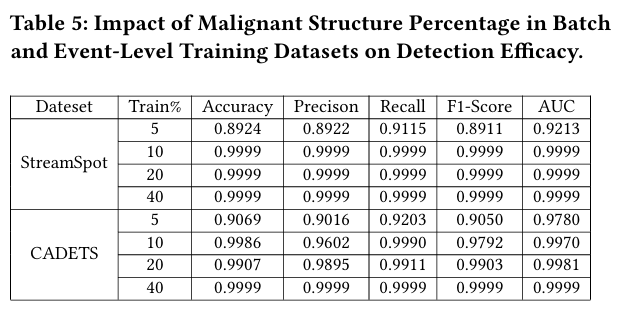 Table 5: Impact of Malignant Structure Percentage in Batch
and Event-Level Training Datasets on Detection Efficacy.
Dateset Train% Accuracy Precison Recall F1-Score AUC
StreamSpot
5 0.8924 0.8922 0.9115 0.8911 0.9213
10 0.9999 0.9999 0.9999 0.9999 0.9999
20 0.9999 0.9999 0.9999 0.9999 0.9999
40 0.9999 0.9999 0.9999 0.9999 0.9999
CADETS
5 0.9069 0.9016 0.9203 0.9050 0.9780
10 0.9986 0.9602 0.9990 0.9792 0.9970
20 0.9907 0.9895 0.9911 0.9903 0.9981
40 0.9999 0.9999 0.9999 0.9999 0.9999